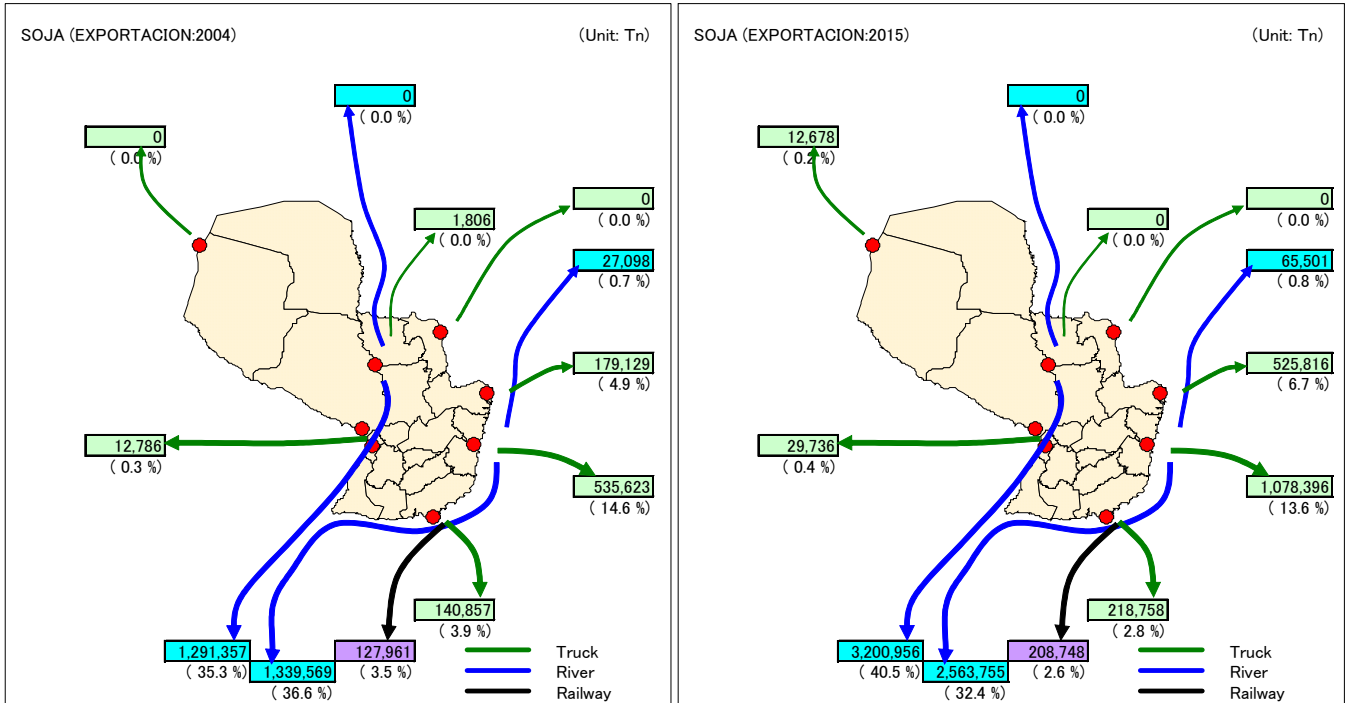 SOJA (EXPORTACION:2004) (Unit: Tn)
0
( 0.0 %)
0
( 0.0 %)
0
( 0.0 %)
1,806
( 0.0 %)
27,098
( 0.7 %)
179,129
( 4.9 %)
12,786
( 0.3 %)
535,623
( 14.6 %)
140,857
( 3.9 %)
1,291,357
( 35.3 %)
1,339,569
( 36.6 %)
127,961
( 3.5 %)
Truck
River
Railway
SOJA (EXPORTACION:2015) (Unit: Tn)
0
( 0.0 %)
12,678
( 0.2 %)
0
( 0.0 %)
0
( 0.0 %)
65,501
( 0.8 %)
525,816
( 6.7 %)
29,736
( 0.4 %)
1,078,396
( 13.6 %)
218,758
( 2.8 %)
3,200,956
( 40.5 %)
2,563,755
( 32.4 %)
208,748
( 2.6 %)
Truck
River
Railway